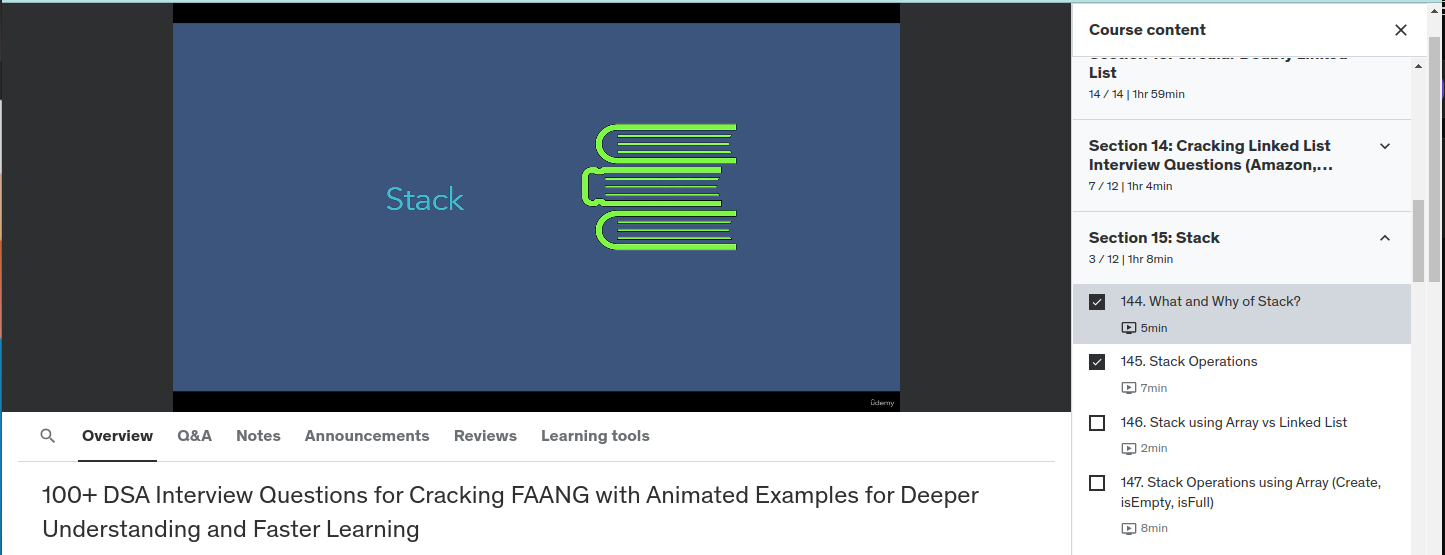 Stack
ûdemy
Overview
Q&A
Notes
Announcements
Reviews
Learning tools
100+ DSA Interview Questions for Cracking FAANG with Animated Examples for Deeper
Understanding and Faster Learning
Course content
List
14 / 14 | 1hr 59min
Section 14: Cracking Linked List
Interview Questions (Amazon,...
7 / 12 | 1hr 4min
Section 15: Stack
3 / 12 | 1hr 8min
144. What and Why of Stack?
5min
145. Stack Operations
7min
146. Stack using Array vs Linked List
2min
147. Stack Operations using Array (Create,
isEmpty, isFull)
8min